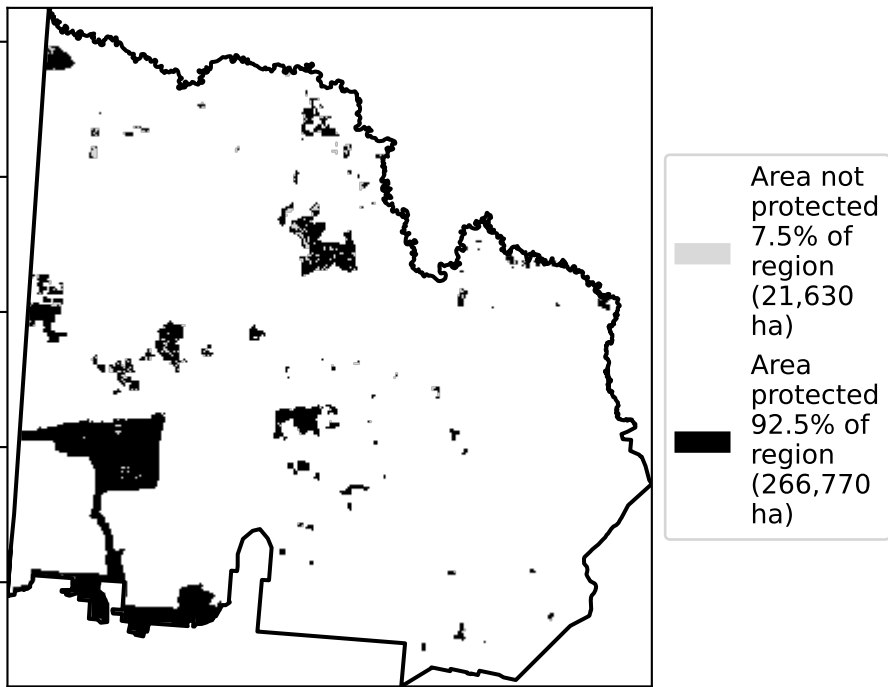 Area not
protected
7.5% of
region
(21,630
ha)
Area
protected
92.5% of
region
(266,770
ha)